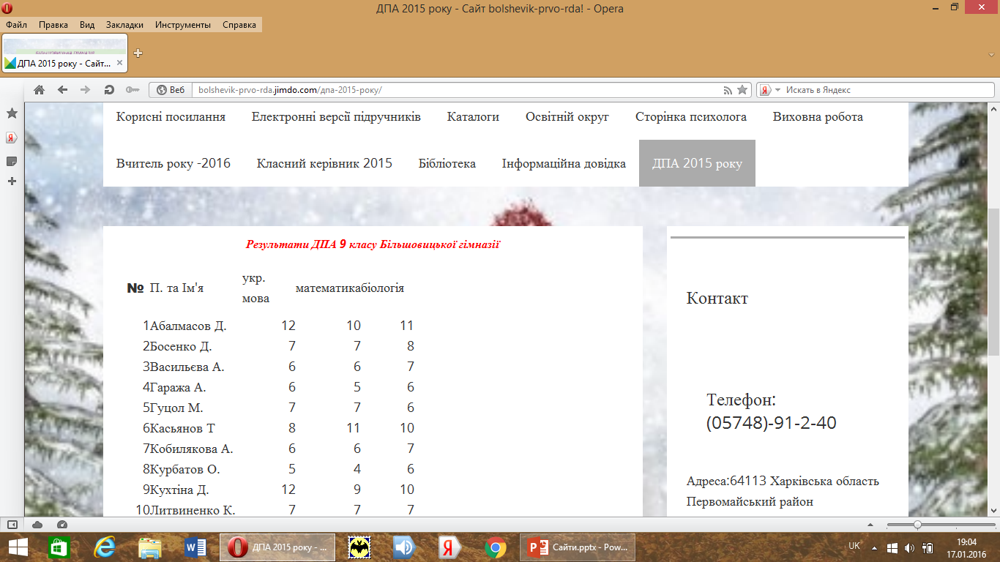 ДПА 2015 року - Сайт bolshevik-prvo-rda! - Opera
Файл Правка Вид Закладки Инструменты Справка
БІЛЬШОВИЦЬКА ГІМНАЗІЯ
ДПА 2015 року - Сайт...
Веб bolshevik-prvo-rda.jimdo.com/дпа-2015-року/ Искать в Яндекс
Корисні посилання Електронні версії підручників Каталоги Освітній округ Сторінка психолога Виховна робота
Вчитель року -2016 Класний керівник 2015 Бібліотека Інформаційна довідка ДПА 2015 року
Результати ДПА 9 класу Більшовицької гімназії
№ П. та Ім'я укр. мова математика біологія
1 Абалмасов Д. 12 10 11
2 Босенко Д. 7 7 8
3 Васильєва А. 6 6 7
4 Гаража А. 6 5 6
5 Гуцол М. 7 7 6
6 Касьянов Т 8 11 10
7 Кобилякова А. 6 6 7
8 Курбатов О. 5 4 6
9 Кухтіна Д. 12 9 10
10 Литвиненко К. 7 7 7
Контакт
Телефон:
(05748)-91-2-40
Адреса:64113 Харківська область
Первомайський район
ДПА 2015 року - ... Сайти.pptx - Pow... UK 19:04
17.01.2016